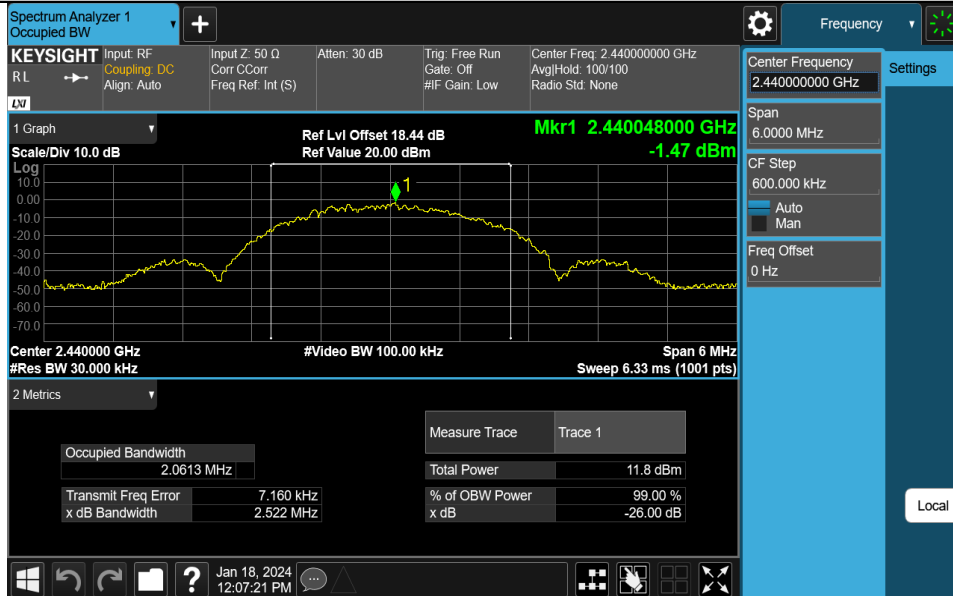 Spectrum Analyzer 1
Occupied BW
+
Frequency
KEYSIGHT
RL
LXI
Input: RF
Coupling: DC
Align: Auto
Input Z: 50 Ω
Corr CCorr
Freq Ref: Int (S)
Atten: 30 dB
Trig: Free Run
Gate: Off
#IF Gain: Low
Center Freq: 2.440000000 GHz
Avg|Hold: 100/100
Radio Std: None
Center Frequency
2.440000000 GHz
Settings
Span
6.0000 MHz
CF Step
600.000 kHz
Auto
Man
Freq Offset
0 Hz
1 Graph
Scale/Div 10.0 dB
Ref Lvl Offset 18.44 dB
Ref Value 20.00 dBm
Mkr1 2.440048000 GHz
-1.47 dBm
Log
10.0
0.00
-10.0
-20.0
-30.0
-40.0
-50.0
-60.0
-70.0
1
Center 2.440000 GHz
#Video BW 100.00 kHz
Span 6 MHz
#Res BW 30.000 kHz
Sweep 6.33 ms (1001 pts)
2 Metrics
Occupied Bandwidth
2.0613 MHz
Transmit Freq Error 7.160 kHz
x dB Bandwidth 2.522 MHz
Measure Trace Trace 1
Total Power 11.8 dBm
% of OBW Power 99.00 %
x dB -26.00 dB
Local
?
Jan 18, 2024
12:07:21 PM